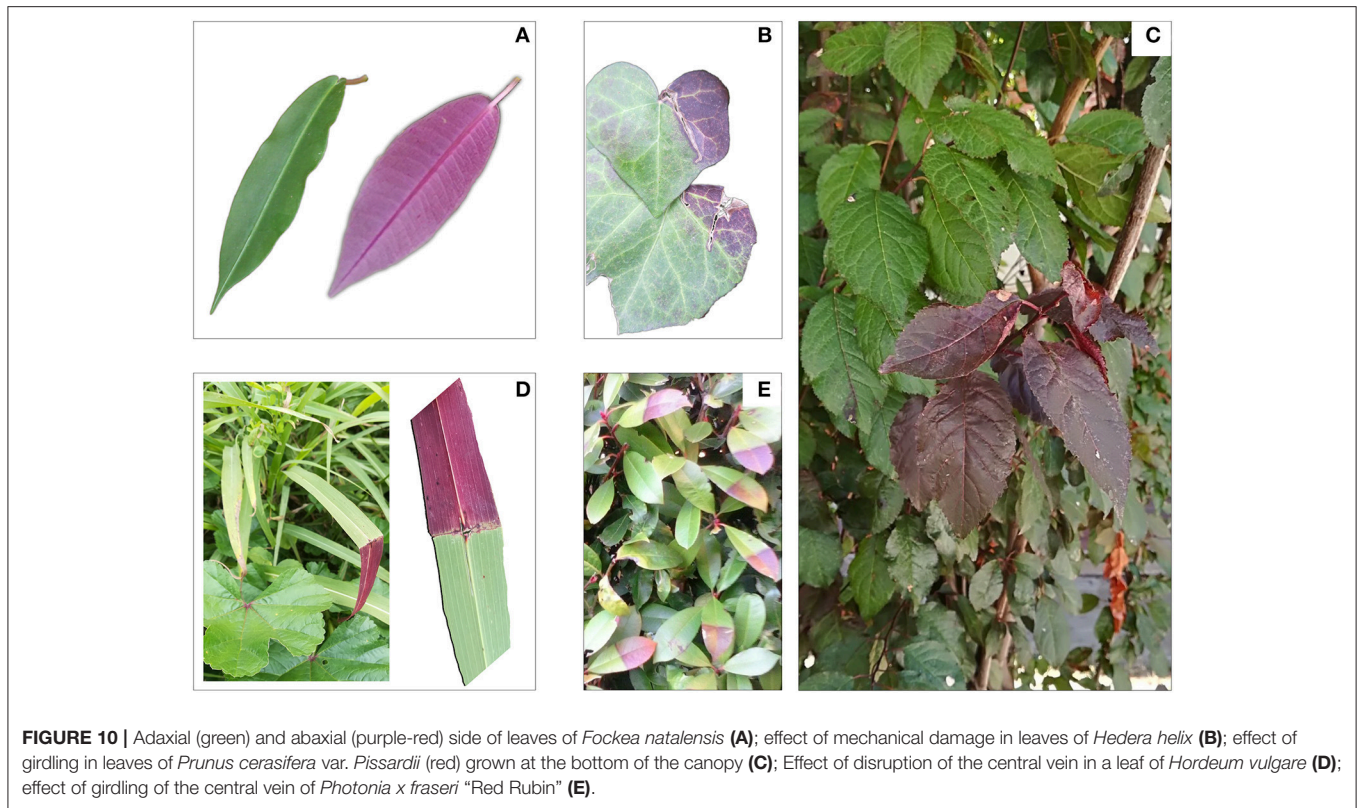 A
B
C
D
E
FIGURE 10 | Adaxial (green) and abaxial (purple-red) side of leaves of Fockea natalensis (A); effect of mechanical damage in leaves of Hedera helix (B); effect of
girdling in leaves of Prunus cerasifera var. Pissardii (red) grown at the bottom of the canopy (C); Effect of disruption of the central vein in a leaf of Hordeum vulgare (D);
effect of girdling of the central vein of Photonia x fraseri “Red Rubin” (E).